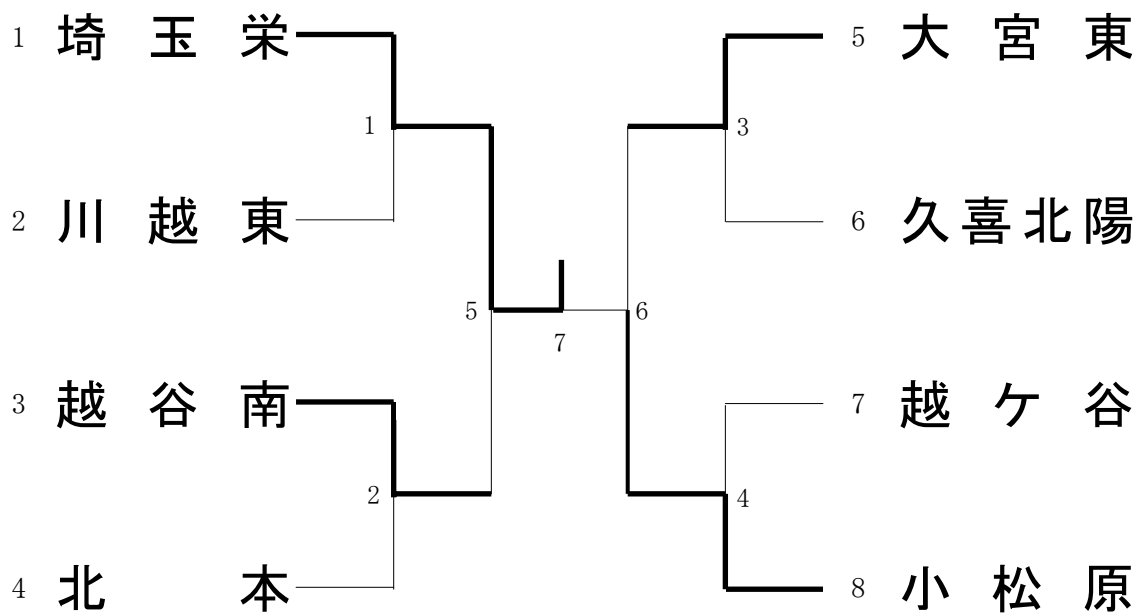 1 埼玉栄
5 大宮東
1
3
2 川越東
6 久喜北陽
5
6
7
3 越谷南
7 越ケ谷
2
4
4 北本
8 小松原